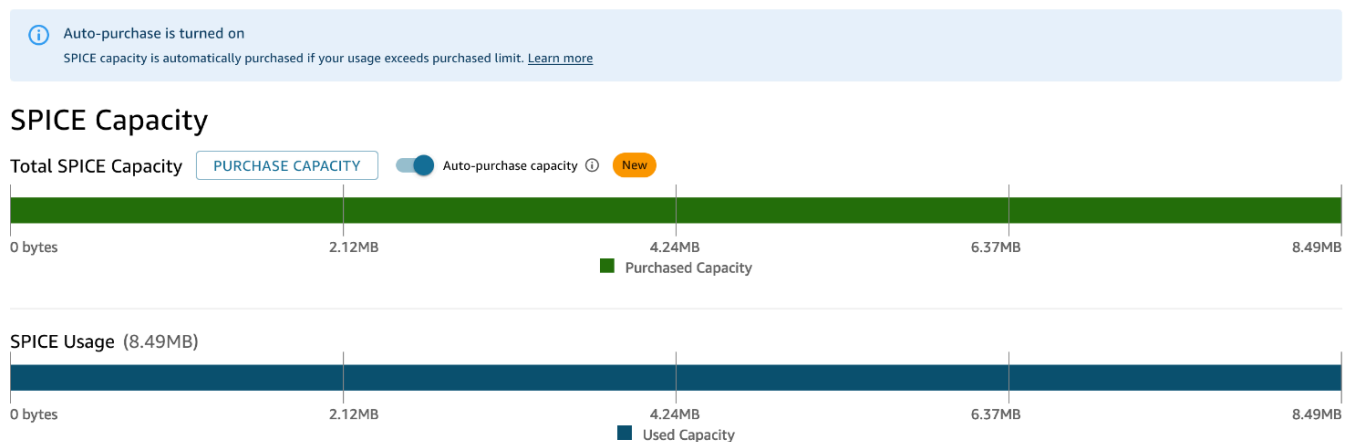 Auto-purchase is turned on
SPICE capacity is automatically purchased if your usage exceeds purchased limit. Learn more
SPICE Capacity
Total SPICE Capacity PURCHASE CAPACITY Auto-purchase capacity New
0 bytes 2.12MB 4.24MB 6.37MB 8.49MB
Purchased Capacity
SPICE Usage (8.49MB)
0 bytes 2.12MB 4.24MB 6.37MB 8.49MB
Used Capacity